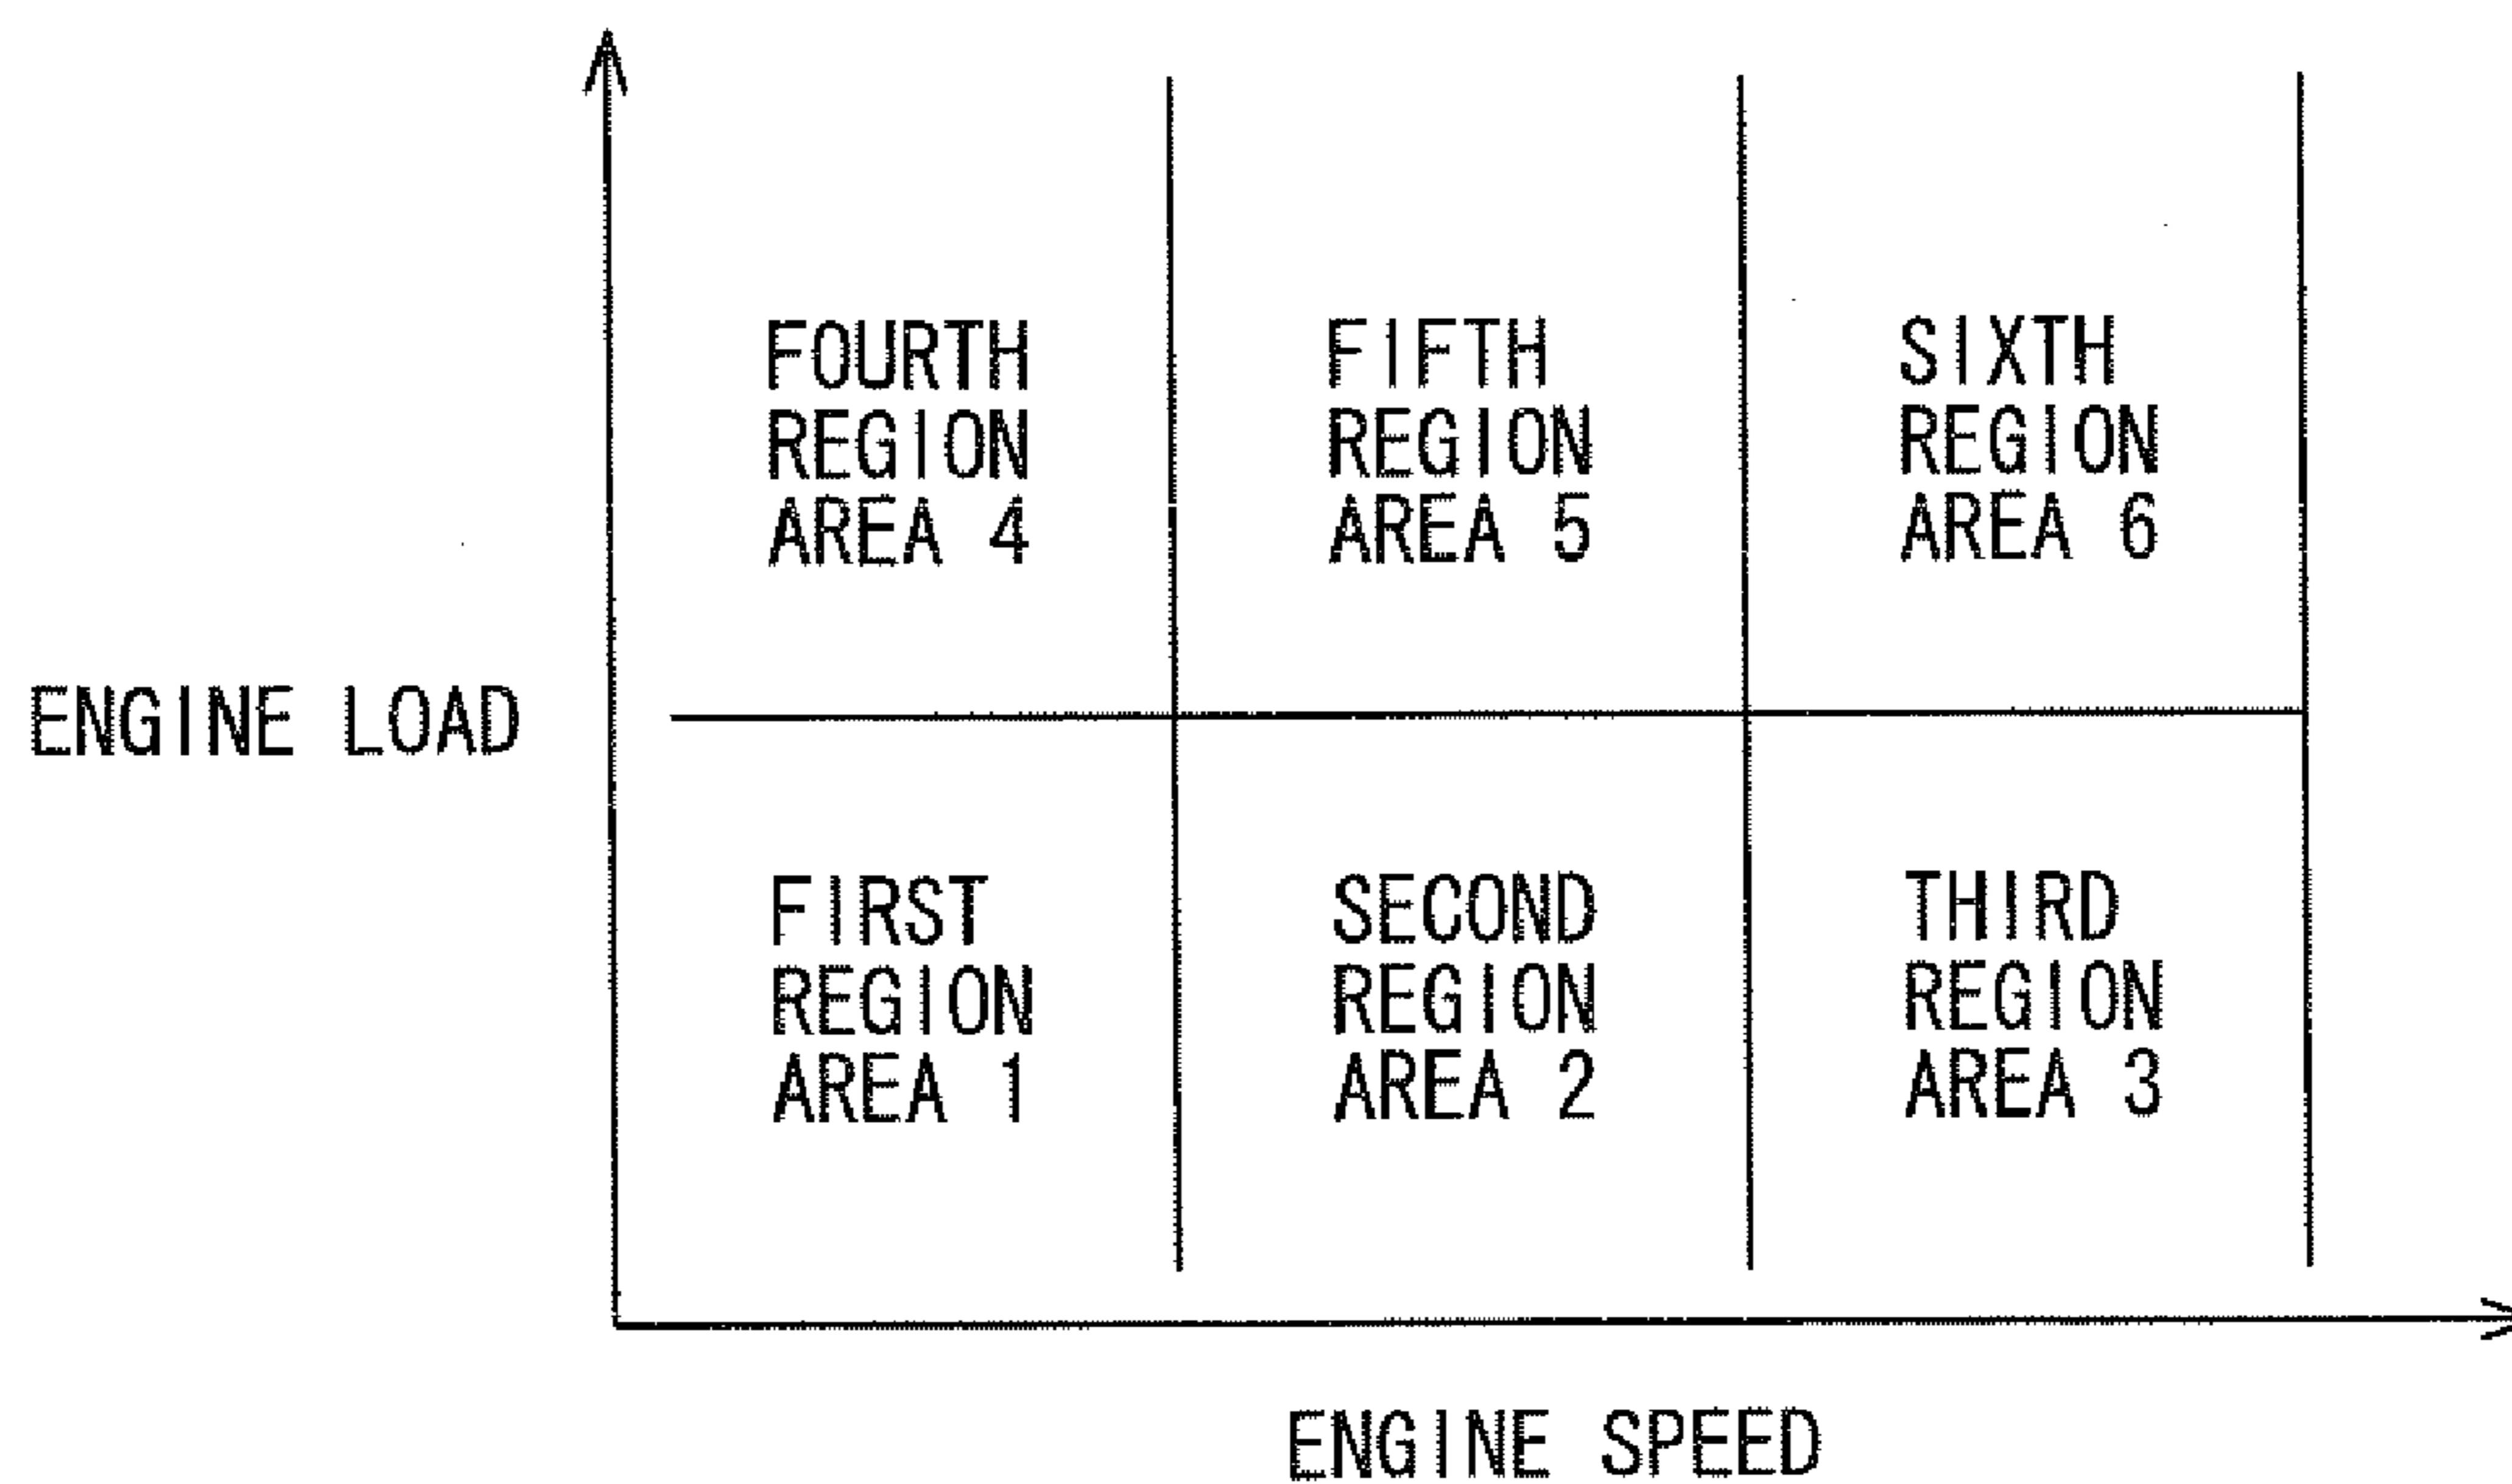 FOURTH
REGION
AREA 4
FIFTH
REGION
AREA 5
SIXTH
REGION
AREA 6
ENGINE LOAD
FIRST
REGION
AREA 1
SECOND
REGION
AREA 2
THIRD
REGION
AREA 3
ENGINE SPEED